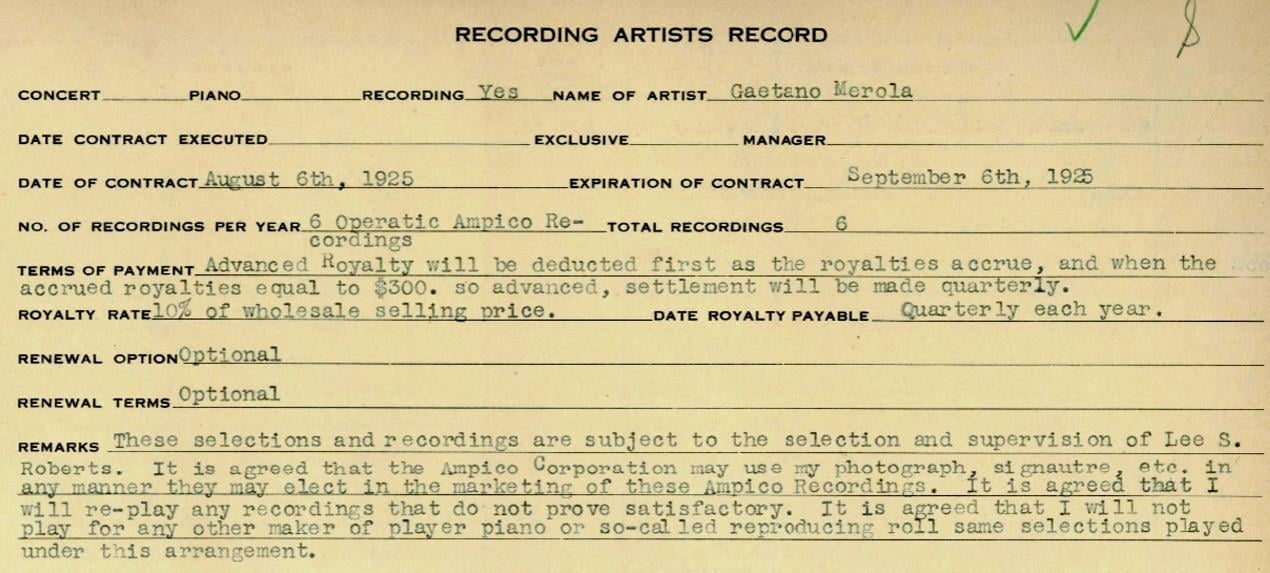 RECORDING ARTISTS RECORD
CONCERT PIANO RECORDING Yes NAME OF ARTIST Gaetano Merola
DATE CONTRACT EXECUTED EXCLUSIVE MANAGER
DATE OF CONTRACT August 6th, 1925 EXPIRATION OF CONTRACT September 6th, 1925
NO. OF RECORDINGS PER YEAR 6 Operatic Ampico Re- TOTAL RECORDINGS 6
cordings
TERMS OF PAYMENT Advanced Royalty will be deducted first as the royalties accrue, and when the
accrued royalties equal to $300. so advanced, settlement will be made quarterly.
ROYALTY RATE 10% of wholesale selling price. DATE ROYALTY PAYABLE Quarterly each year.
RENEWAL OPTION Optional
RENEWAL TERMS Optional
REMARKS These selections and recordings are subject to the selection and supervision of Lee S.
Roberts. It is agreed that the Ampico Corporation may use my photograph, signautre, etc. in
any manner they may elect in the marketing of these Ampico Recordings. It is agreed that I
will re-play any recordings that do not prove satisfactory. It is agreed that I will not
play for any other maker of player piano or so-called reproducing roll same selections played
under this arrangement.